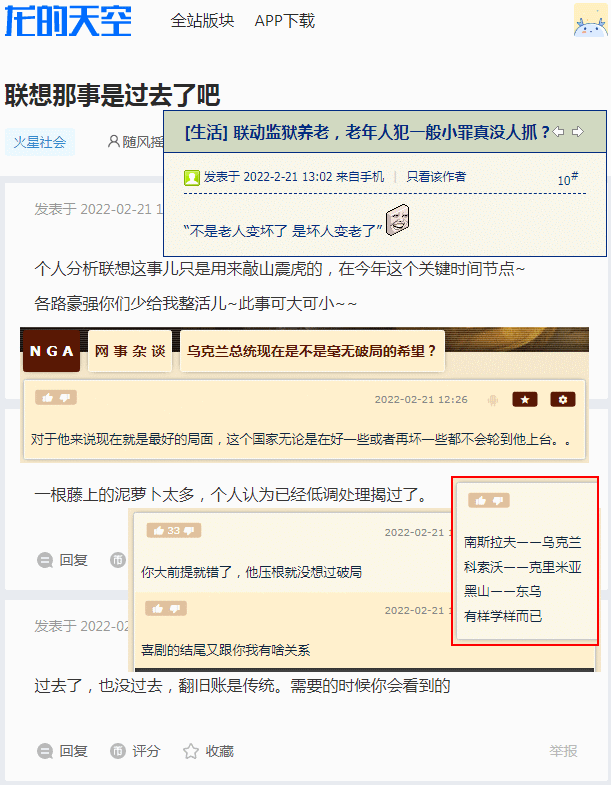 龙的天空
全站版块 APP下载
联想那事是过去了吧
火星社会 随风摇
[生活] 联动监狱养老，老年人犯一般小罪真没人抓？
发表于 2022-2-21 13:02 来自手机 | 只看该作者
10#
“不是老人变坏了 是坏人变老了”
发表于 2022-02-21 1
个人分析联想这事儿只是用来敲山震虎的，在今年这个关键时间节点~
各路豪强你们少给我整活儿~此事可大可小~~
NGA 网事杂谈 乌克兰总统现在是不是毫无破局的希望？
2022-02-21 12:26
对于他来说现在就是最好的局面，这个国家无论是在好一些或者再坏一些都不会轮到他上台。。
一根藤上的泥萝卜太多，个人认为已经低调处理揭过了。
回复
33 2022-02-21 1
你大前提就错了，他压根就没想过破局
2022-02-21 1
喜剧的结尾又跟你我有啥关系
南斯拉夫——乌克兰
科索沃——克里米亚
黑山——东乌
有样学样而已
发表于 2022-02
过去了，也没过去，翻旧账是传统。需要的时候你会看到的
回复 评分 收藏 举报